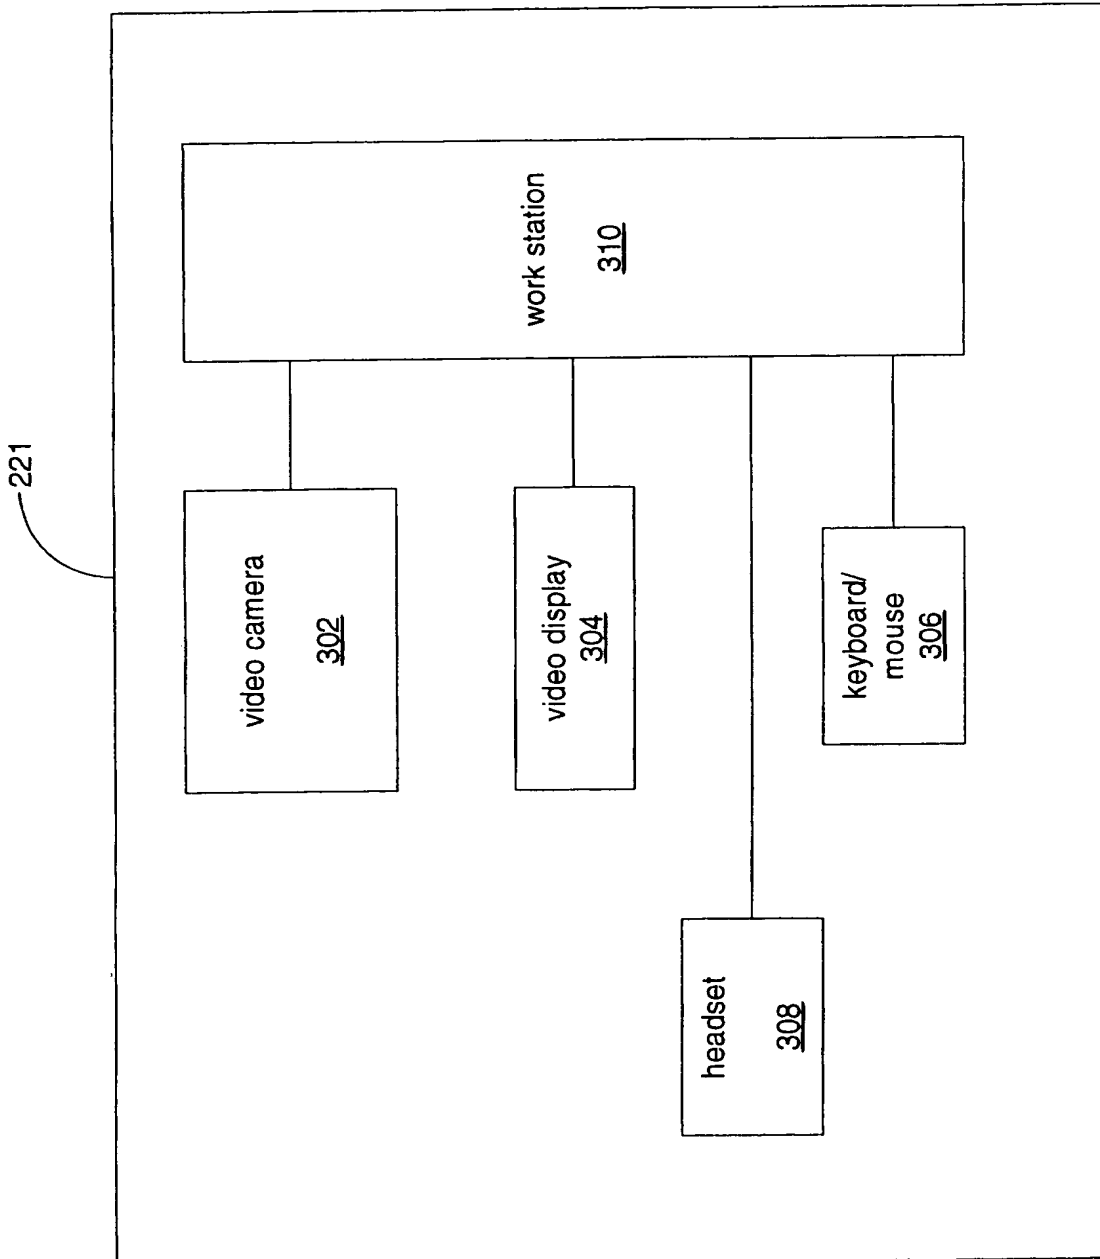 221
work station
310
video camera
302
video display
304
keyboard/
mouse
306
headset
308